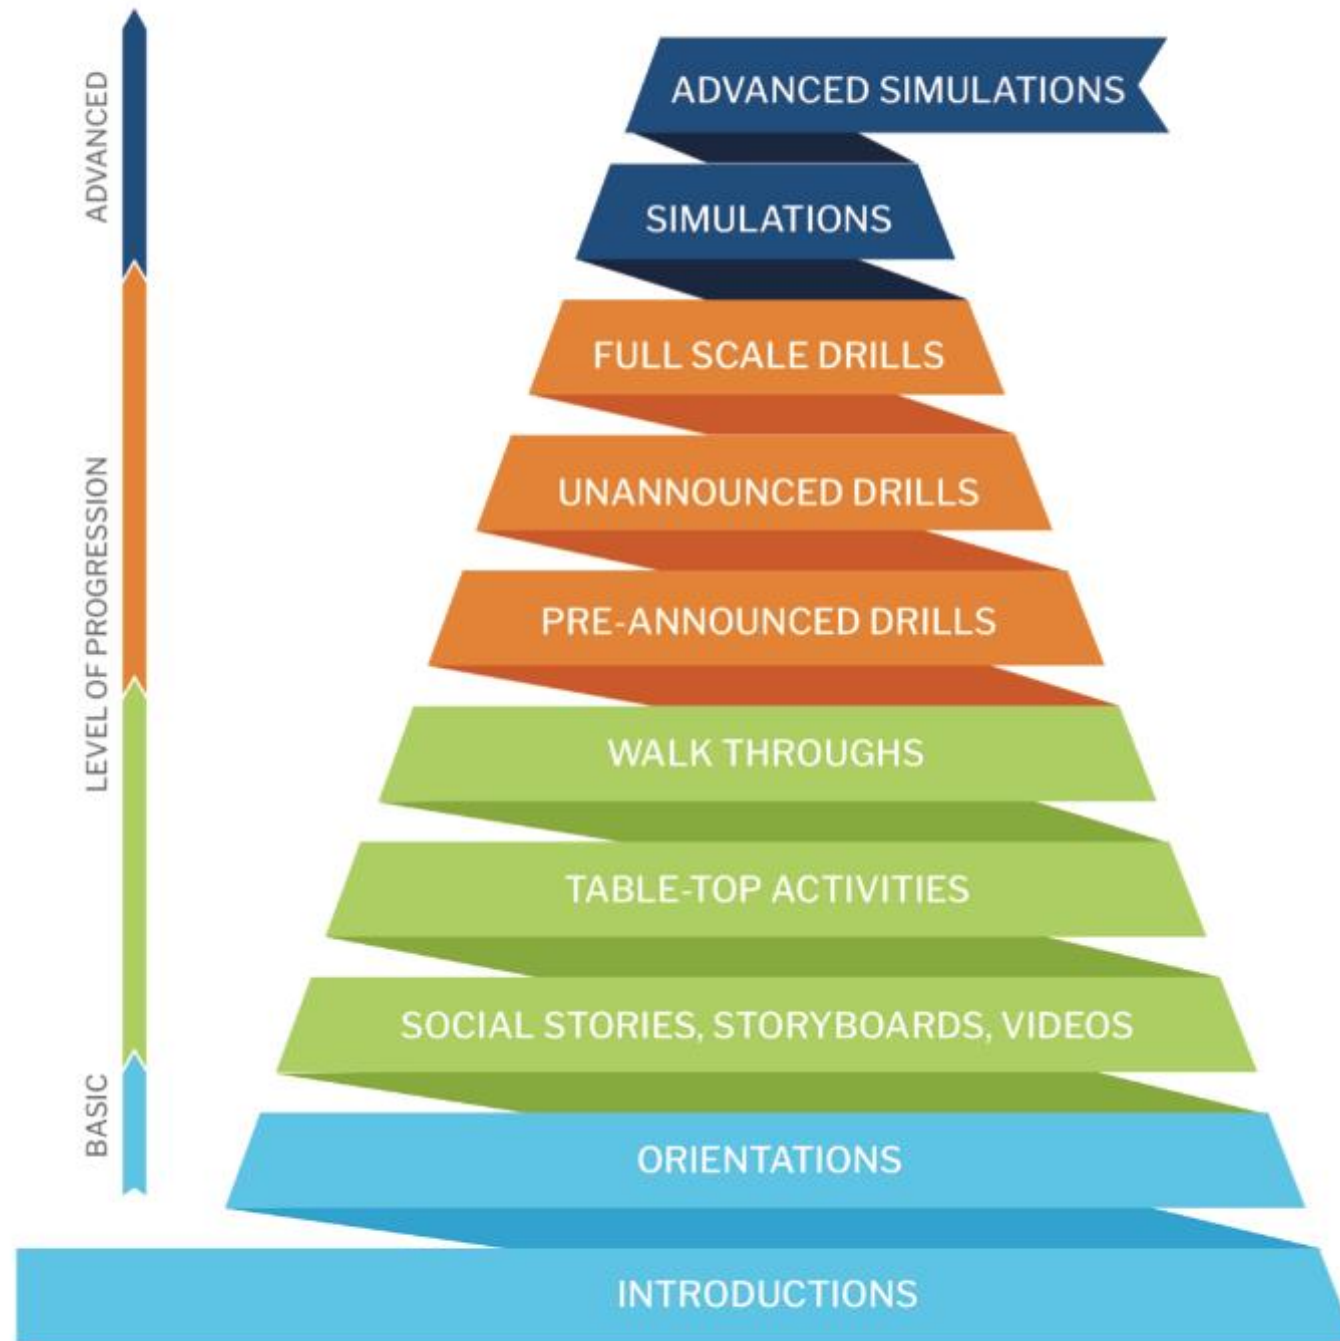 ADVANCED
LEVEL OF PROGRESSION
BASIC
ADVANCED SIMULATIONS
SIMULATIONS
FULL SCALE DRILLS
UNANNOUNCED DRILLS
PRE-ANNOUNCED DRILLS
WALK THROUGHS
TABLE-TOP ACTIVITIES
SOCIAL STORIES, STORYBOARDS, VIDEOS
ORIENTATIONS
INTRODUCTIONS